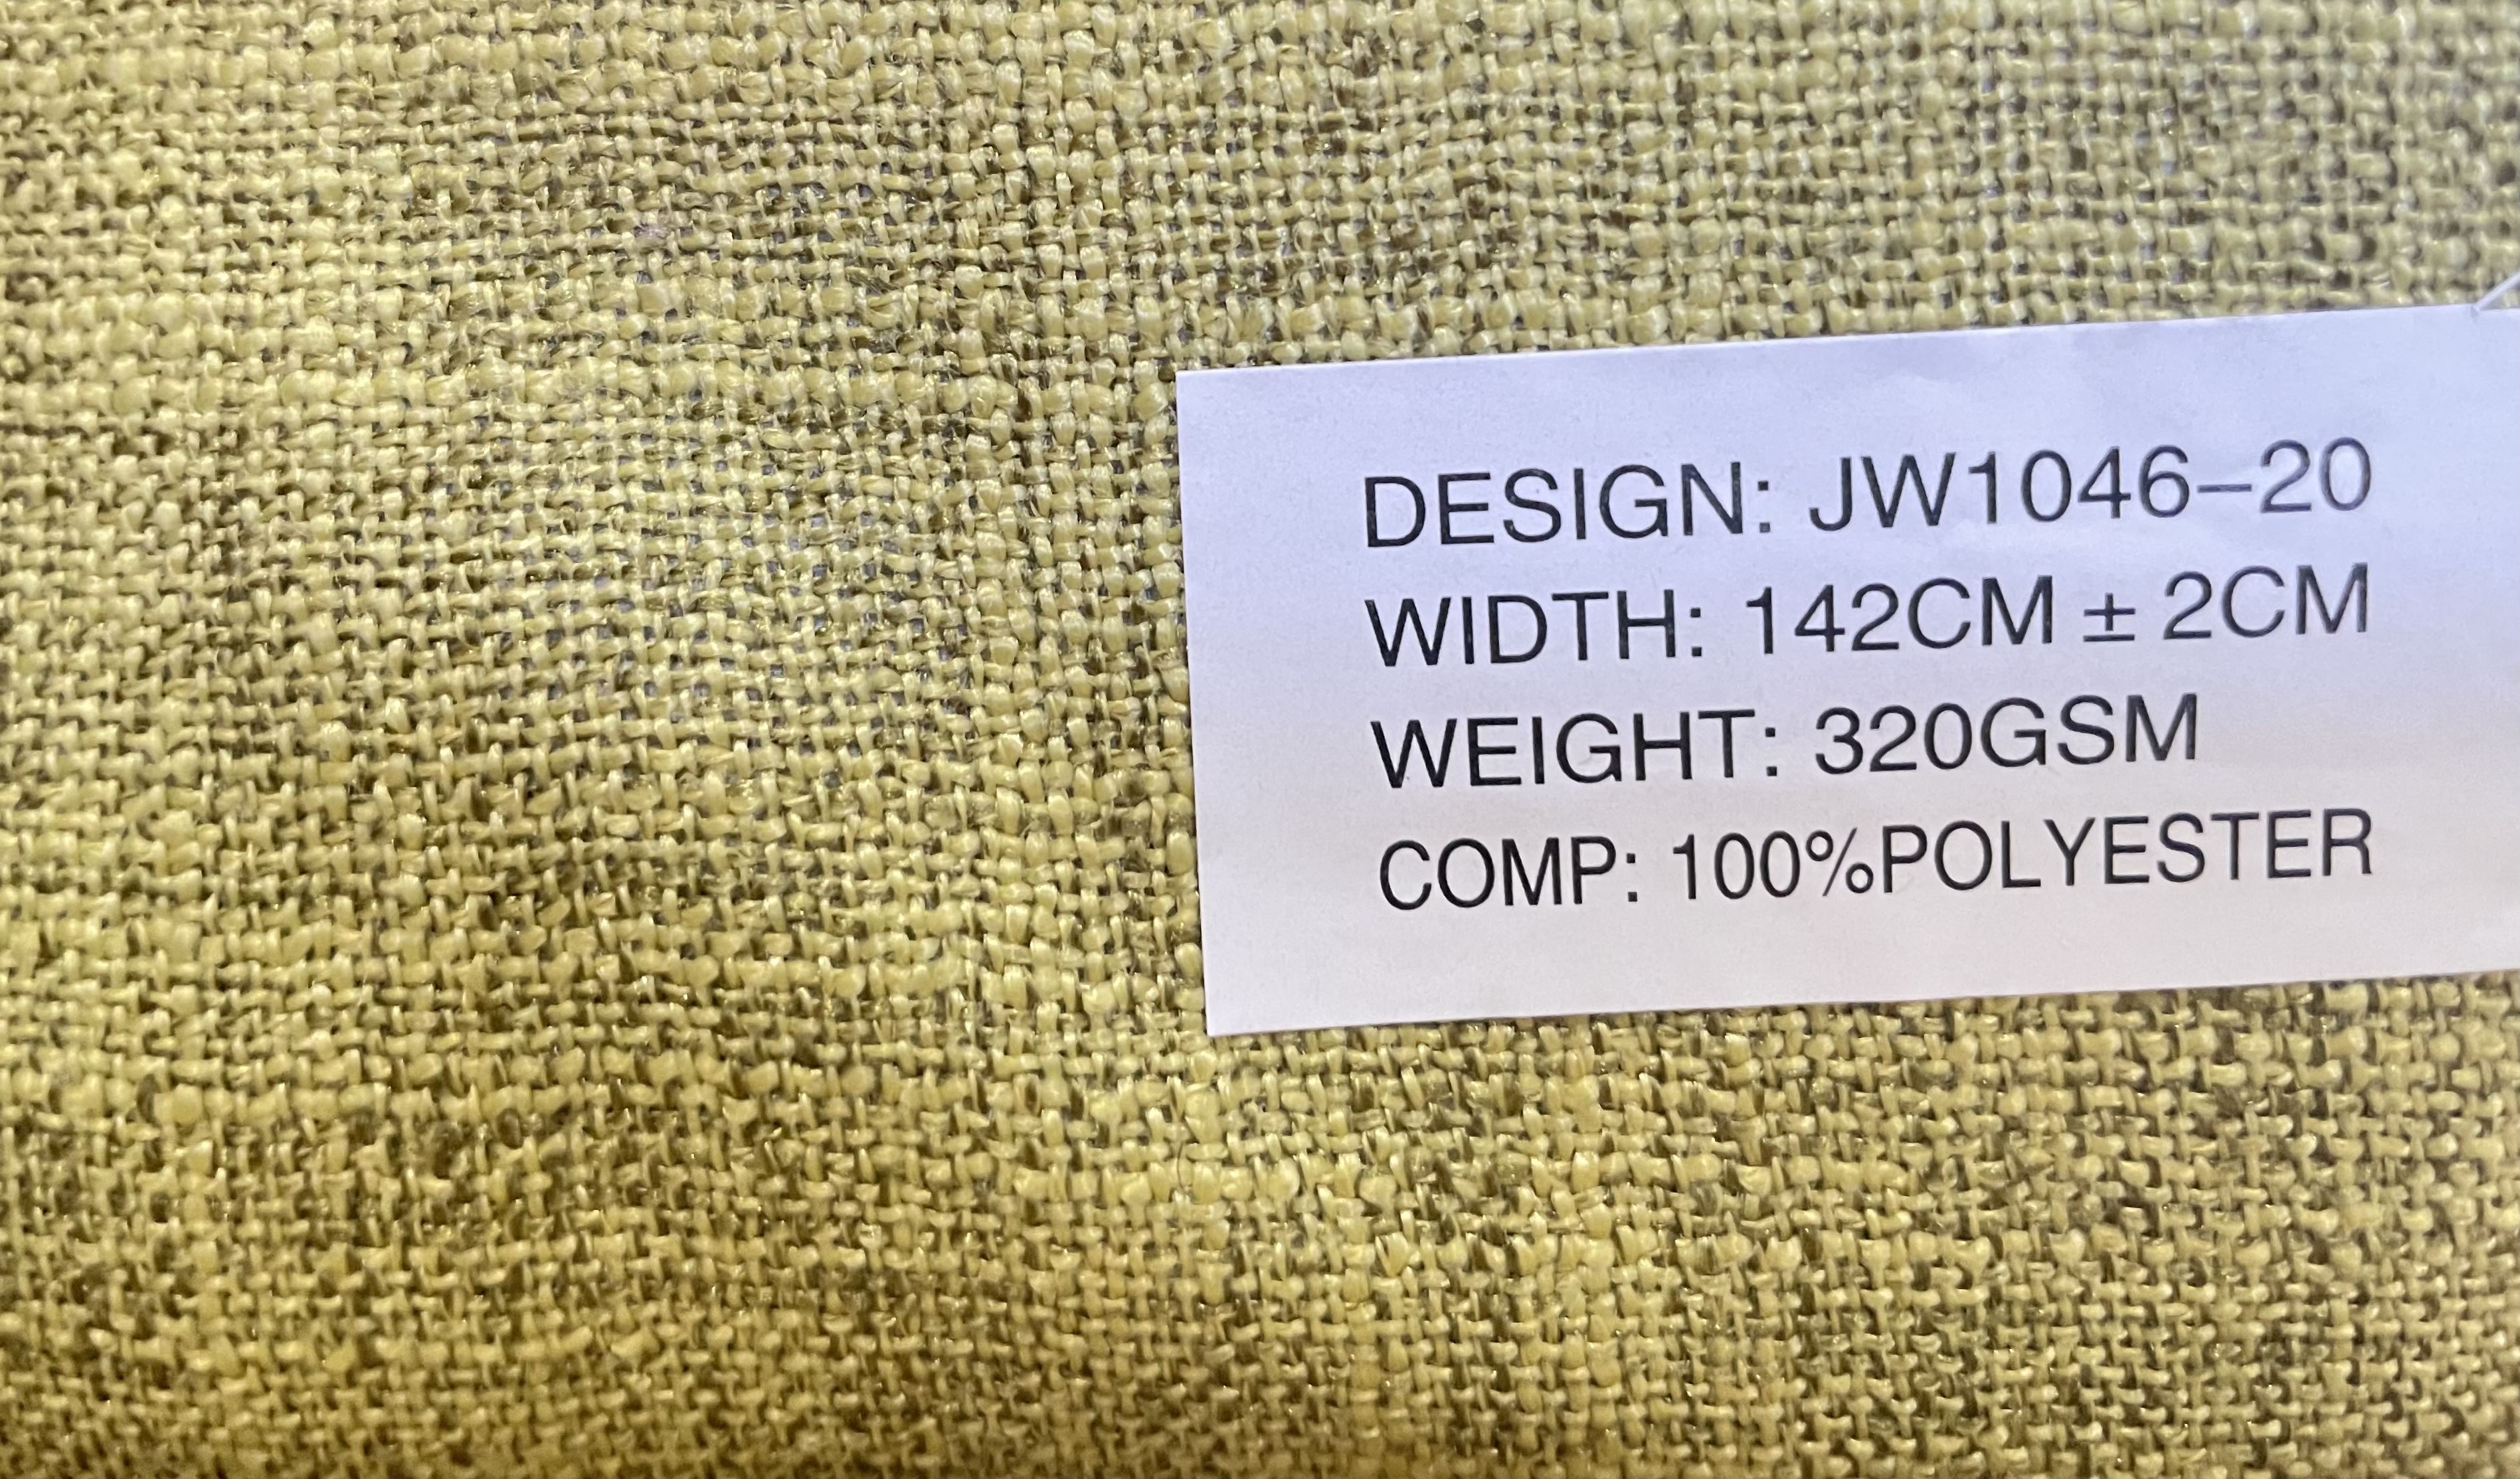 DESIGN: JW1046–20
WIDTH: 142CM ± 2CM
WEIGHT: 320GSM
COMP: 100%POLYESTER